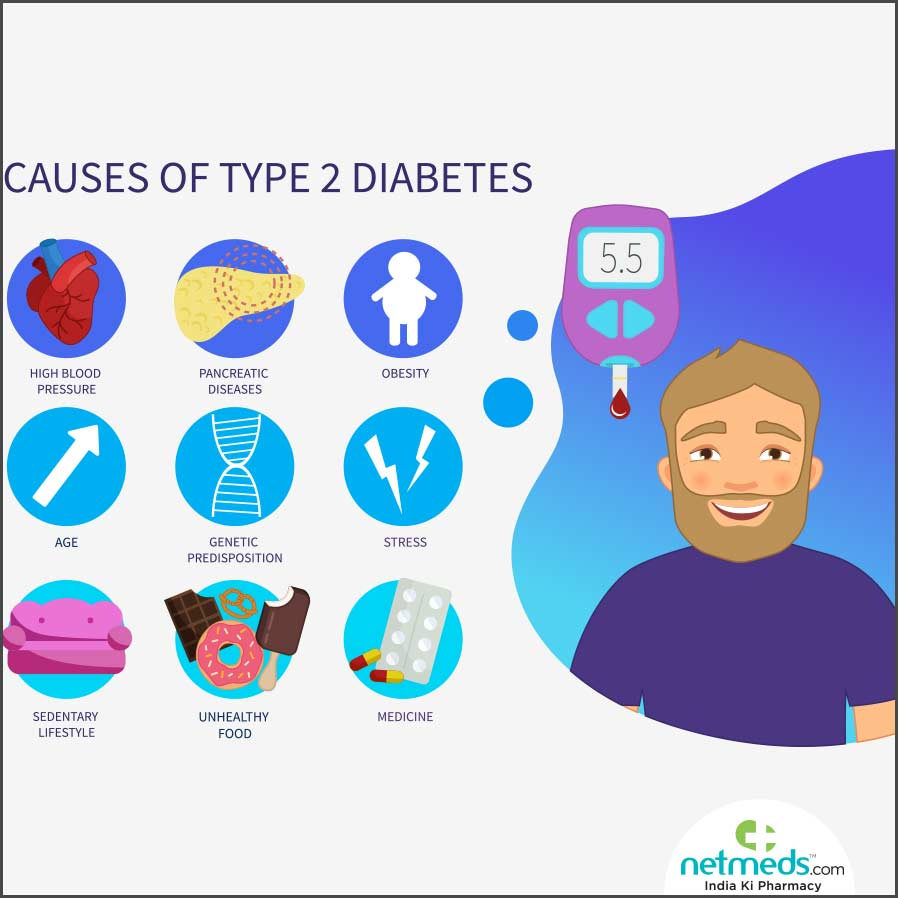 CAUSES OF TYPE 2 DIABETES
5.5
HIGH BLOOD
PRESSURE
PANCREATIC
DISEASES
OBESITY
AGE
GENETIC
PREDISPOSITION
STRESS
SEDENTARY
LIFESTYLE
UNHEALTHY
FOOD
MEDICINE
netmeds™.com
India Ki Pharmacy